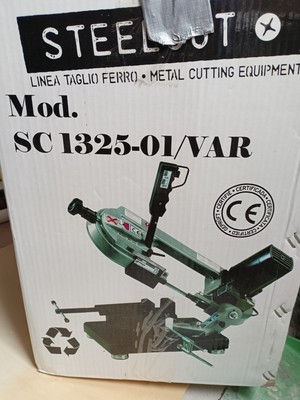 STEELCUT
LINEA TAGLIO FERRO • METAL CUTTING EQUIPMENT
Mod.
SC 1325-01/VAR
CE